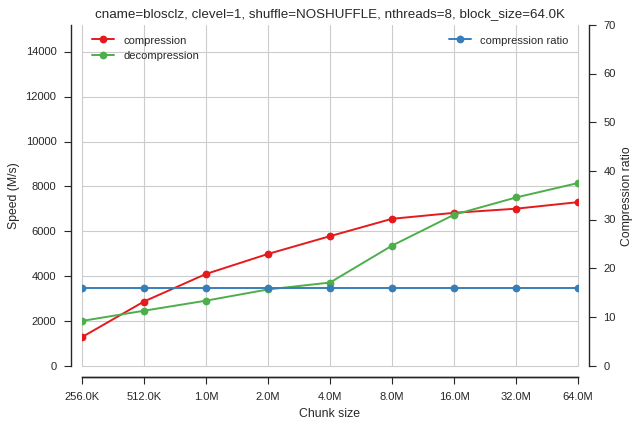 cname=blosclz, clevel=1, shuffle=NOSHUFFLE, nthreads=8, block_size=64.0K
compression
decompression
compression ratio
Speed (M/s)
14000
12000
10000
8000
6000
4000
2000
0
70
60
50
40
30
20
10
0
Compression ratio
256.0K 512.0K 1.0M 2.0M 4.0M 8.0M 16.0M 32.0M 64.0M
Chunk size